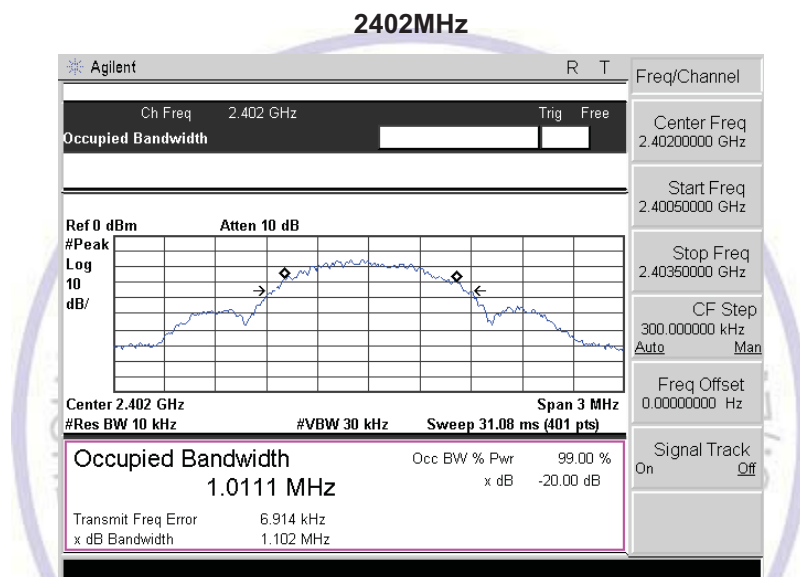 2402MHz
Agilent R T
Freq/Channel
Ch Freq 2.402 GHz Trig Free
Occupied Bandwidth
Center Freq
2.40200000 GHz
Start Freq
2.40050000 GHz
Stop Freq
2.40350000 GHz
CF Step
300.000000 kHz
Auto Man
Freq Offset
0.00000000 Hz
Signal Track
On Off
Ref 0 dBm Atten 10 dB
#Peak
Log
10
dB/
Center 2.402 GHz Span 3 MHz
#Res BW 10 kHz #VBW 30 kHz Sweep 31.08 ms (401 pts)
Occupied Bandwidth Occ BW % Pwr 99.00 %
1.0111 MHz x dB -20.00 dB
Transmit Freq Error 6.914 kHz
x dB Bandwidth 1.102 MHz